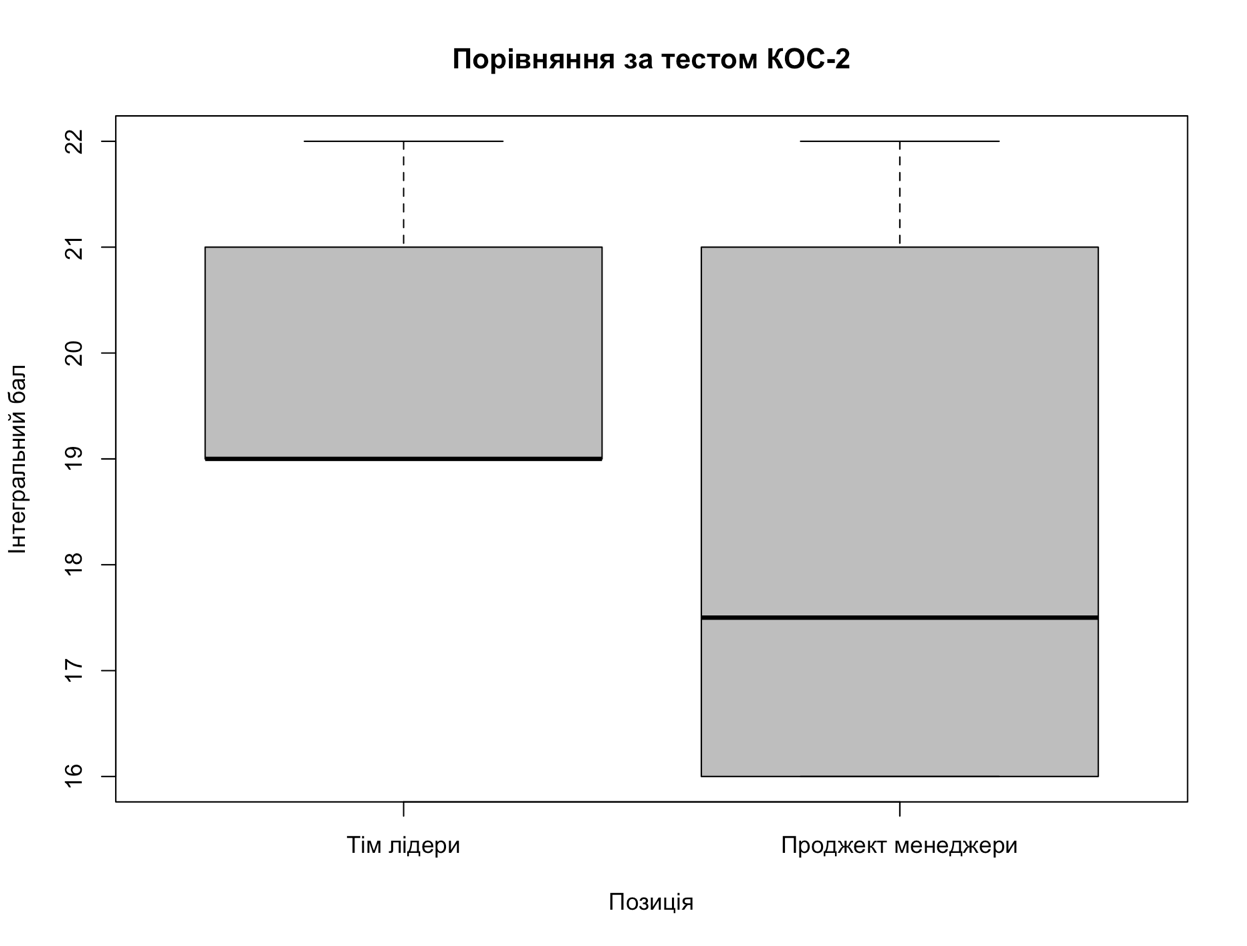 Порівняння за тестом КОС-2
Інтегральний бал
22
21
20
19
18
17
16
Тім лідери
Проджект менеджери
Позиція